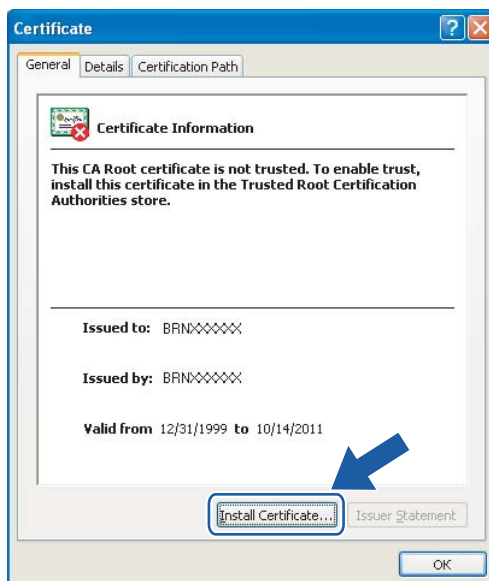 Certificate
General Details Certification Path
Certificate Information
This CA Root certificate is not trusted. To enable trust,
install this certificate in the Trusted Root Certification
Authorities store.
Issued to: BRNXXXXXX
Issued by: BRNXXXXXX
Valid from 12/31/1999 to 10/14/2011
Install Certificate... Issuer Statement
OK